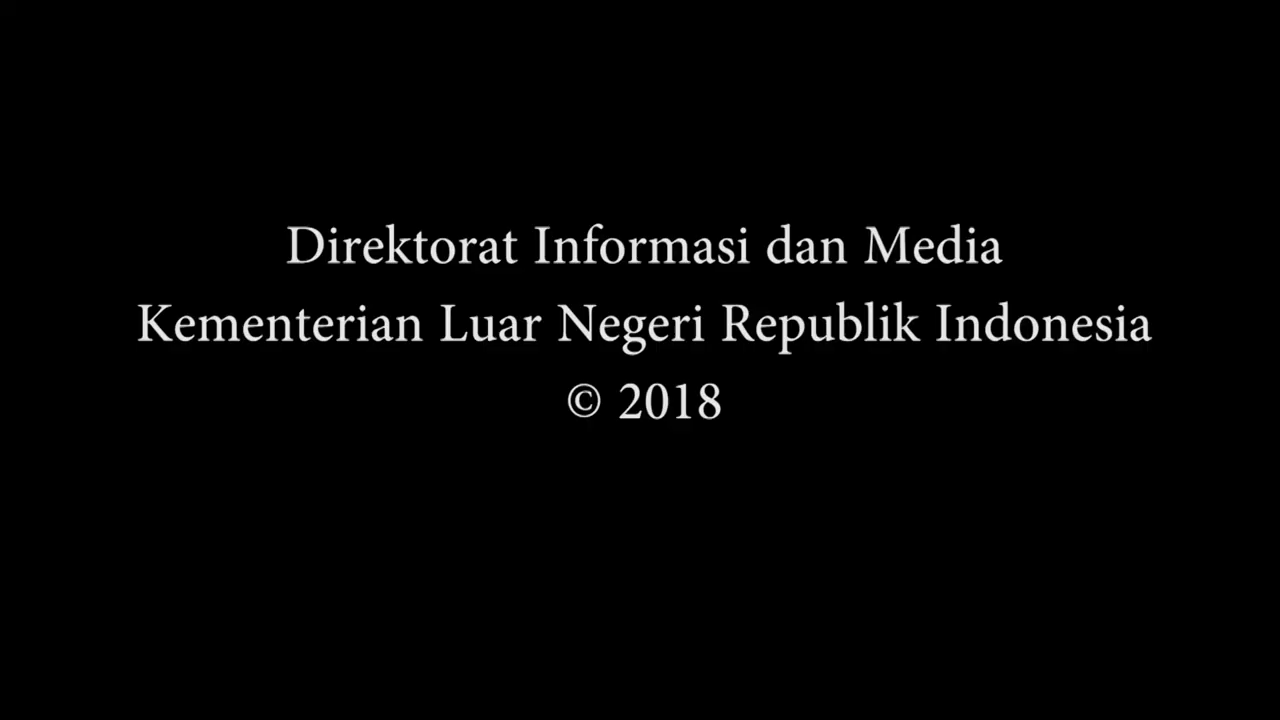 Direktorat Informasi dan Media
Kementerian Luar Negeri Republik Indonesia
© 2018